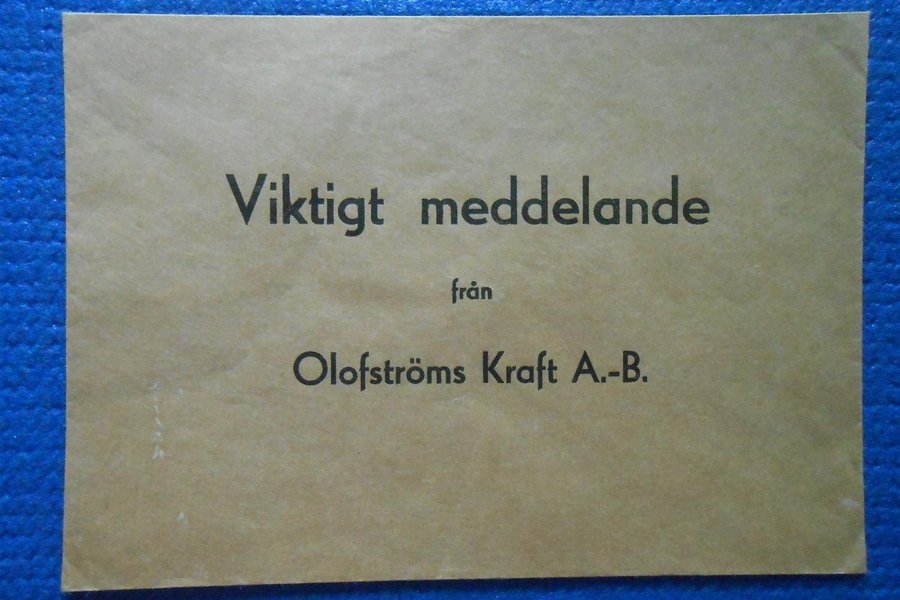 Viktigt meddelande
från
Olofströms Kraft A.-B.